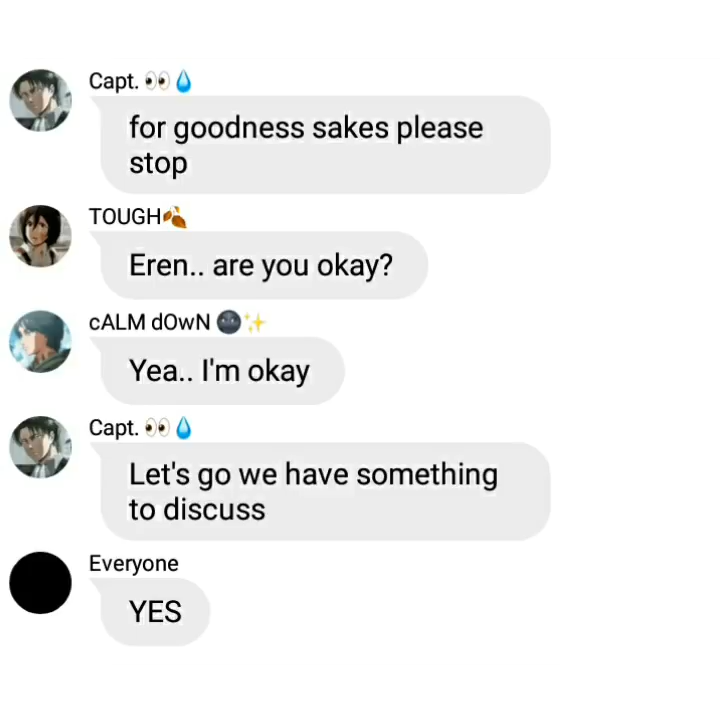 Capt. 👀💧
for goodness sakes please
stop
TOUGH🍂
Eren.. are you okay?
cALM dOwN 🌚✨
Yea.. I'm okay
Capt. 👀💧
Let's go we have something
to discuss
Everyone
YES